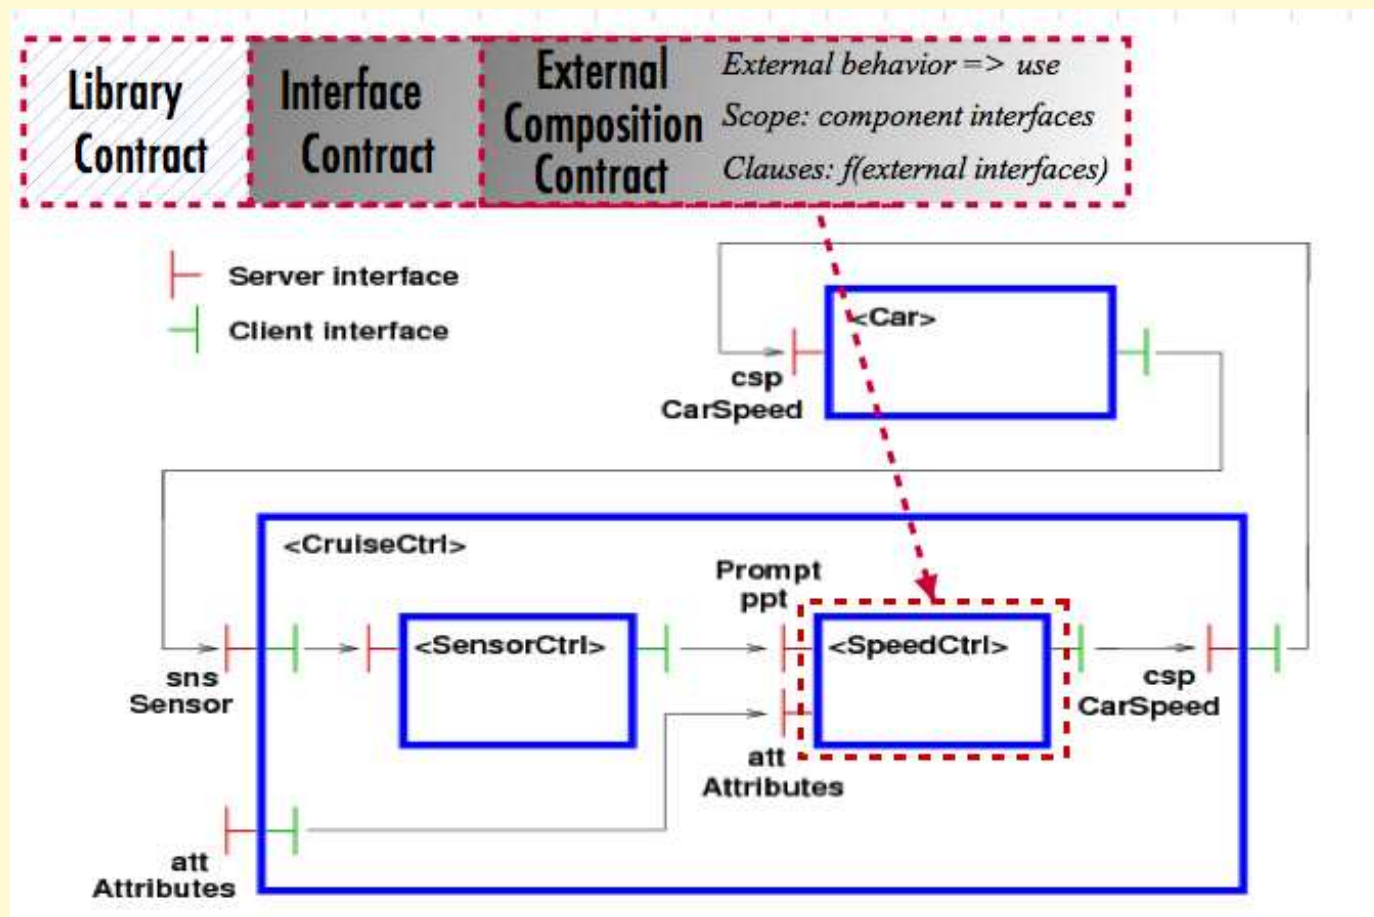 Library
Contract
Interface
Contract
External
Composition
Contract
External behavior => use
Scope: component interfaces
Clauses: f(external interfaces)
Server interface
Client interface
<Car>
csp
CarSpeed
<CruiseCtrl>
Prompt
ppt
<SensorCtrl>
<SpeedCtrl>
sns
Sensor
csp
CarSpeed
att
Attributes
att
Attributes